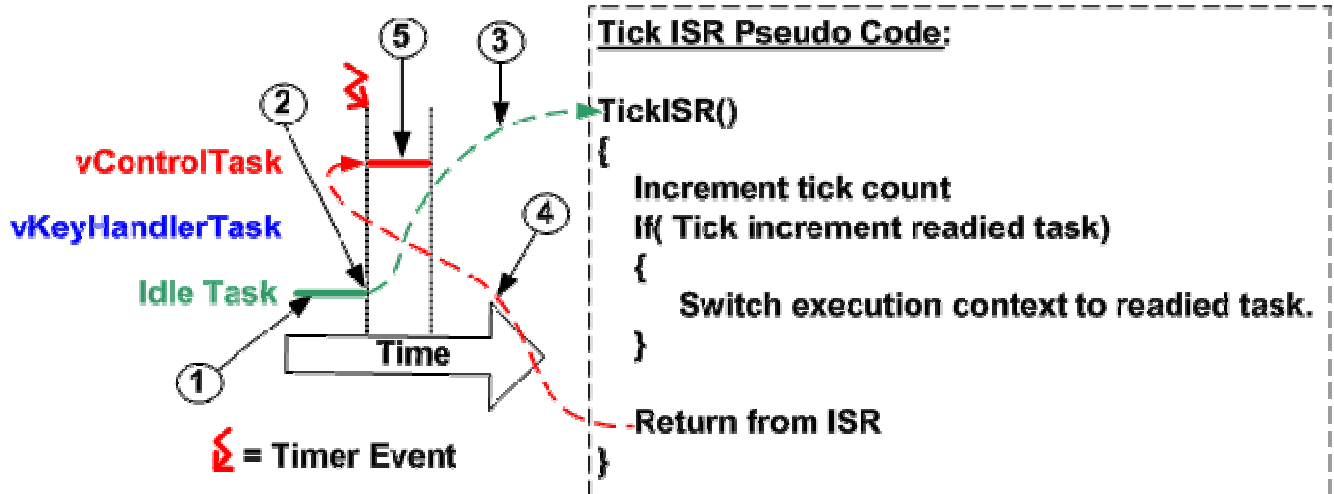 5
3
2
vControlTask
vKeyHandlerTask
4
Idle Task
Time
1
= Timer Event
Tick ISR Pseudo Code:
TickISR()
{
Increment tick count
If( Tick increment readied task)
{
Switch execution context to readied task.
}
Return from ISR
}